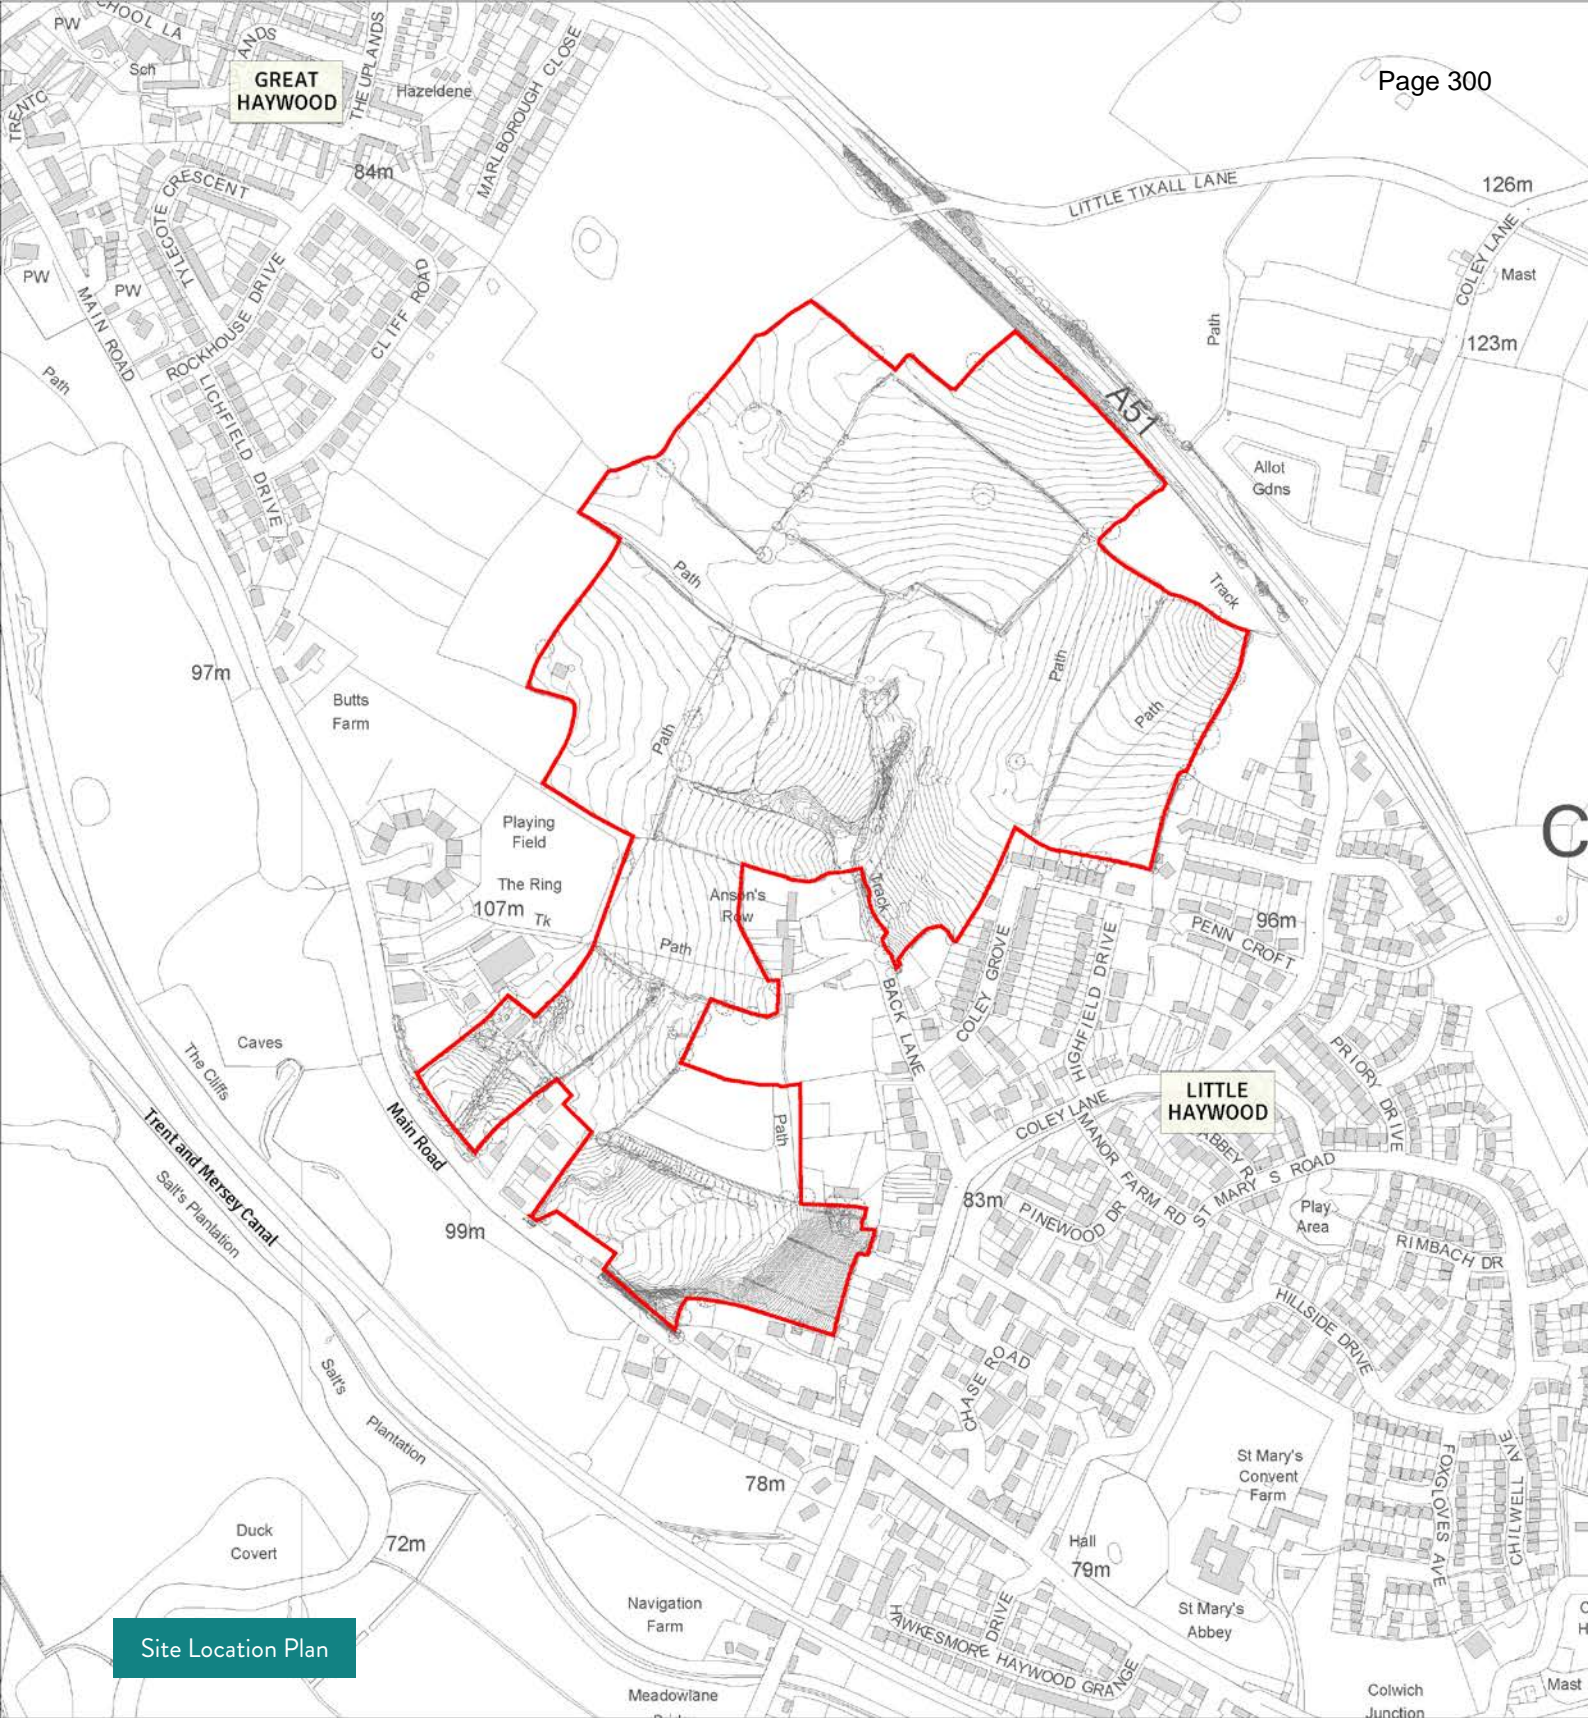 PW
SCHOOL LA
ANDS
THE UPLANDS
Sch
GREAT
HAYWOOD
Hazeldene
MARLBOROUGH CLOSE
Page 300
84m
TYLECOTE CRESCENT
LITTLE TIXALL LANE
126m
COLEY LANE
Mast
PW
PW
MAIN ROAD
ROCKHOUSE DRIVE
CLIFF ROAD
Path
123m
Path
LICHFIELD DRIVE
A51
Allot
Gdns
Path
Track
97m
Butts
Farm
Path
Path
Path
Playing
Field
The Ring
107m
Tk
Anson's
Row
Track
Path
C
96m
PENN CROFT
COLEY GROVE
HIGHFIELD DRIVE
BACK LANE
Caves
The Cliffs
PRIORY DRIVE
LITTLE
HAYWOOD
Main Road
Trent and Mersey Canal
Salt's Plantation
Path
COLEY LANE
MANOR FARM RD
ABBEY R
ST MARY S ROAD
83m
PINEWOOD DR
Play
Area
99m
RIMBACH DR
HILLSIDE DRIVE
CHASE ROAD
Salt's
Plantation
78m
St Mary's
Convent
Farm
FOXGLOVES AVE
CHILWELL AVE
Duck
Covert
72m
Hall
79m
Navigation
Farm
HAWKESMORE DRIVE
HAYWOOD GRANGE
St Mary's
Abbey
Site Location Plan
Meadowlane
Colwich
Junction
Mast